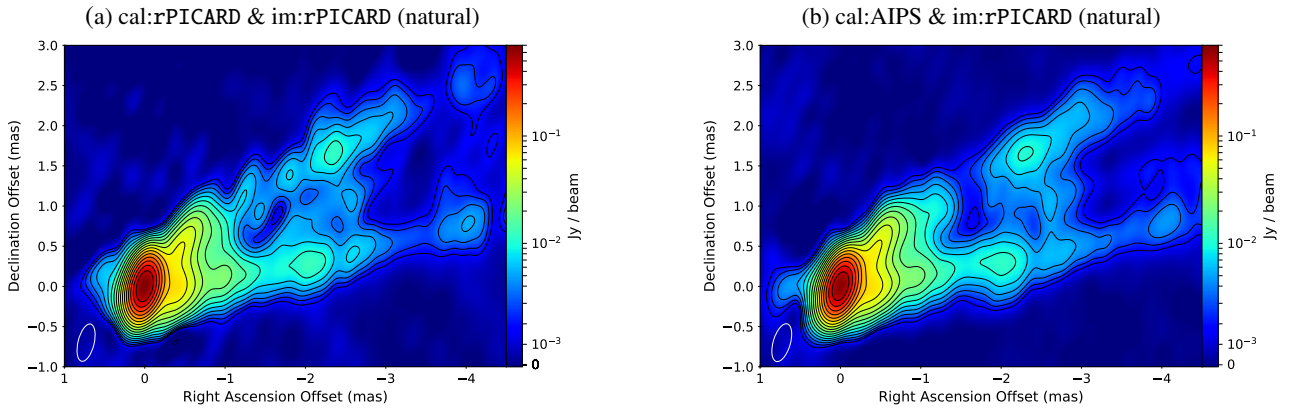 (a) cal:rPICARD & im:rPICARD (natural)
3.0
2.5
2.0
1.5
1.0
0.5
0.0
−0.5
−1.0
Declination Offset (mas)
1 0 −1 −2 −3 −4
Right Ascension Offset (mas)
10⁻¹
10⁻²
10⁻³
0
Jy / beam
(b) cal:AIPS & im:rPICARD (natural)
3.0
2.5
2.0
1.5
1.0
0.5
0.0
−0.5
−1.0
Declination Offset (mas)
1 0 −1 −2 −3 −4
Right Ascension Offset (mas)
10⁻¹
10⁻²
10⁻³
0
Jy / beam